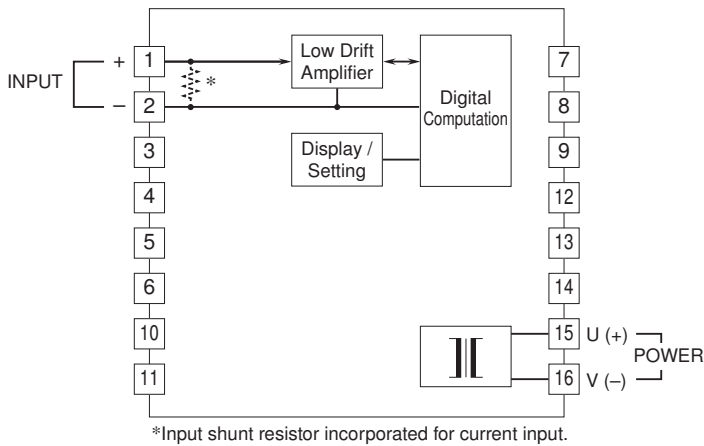 INPUT
+ 1
– 2
3
4
5
6
10
11
*
Low Drift
Amplifier
Digital
Computation
Display /
Setting
7
8
9
12
13
14
15 U (+)
16 V (–)
POWER
*Input shunt resistor incorporated for current input.